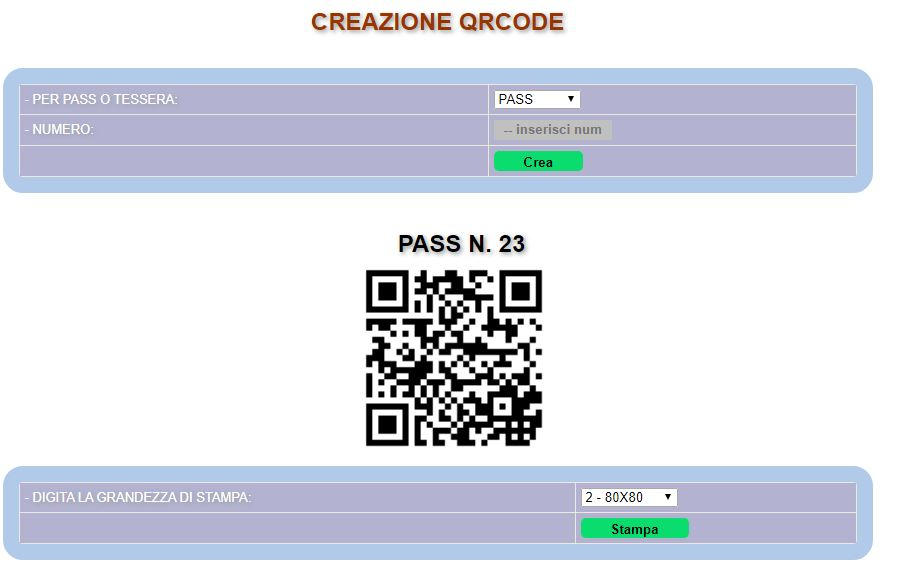 CREAZIONE QRCODE
- PER PASS O TESSERA: PASS
- NUMERO: -- inserisci num
Crea
PASS N. 23
- DIGITA LA GRANDEZZA DI STAMPA: 2 - 80X80
Stampa